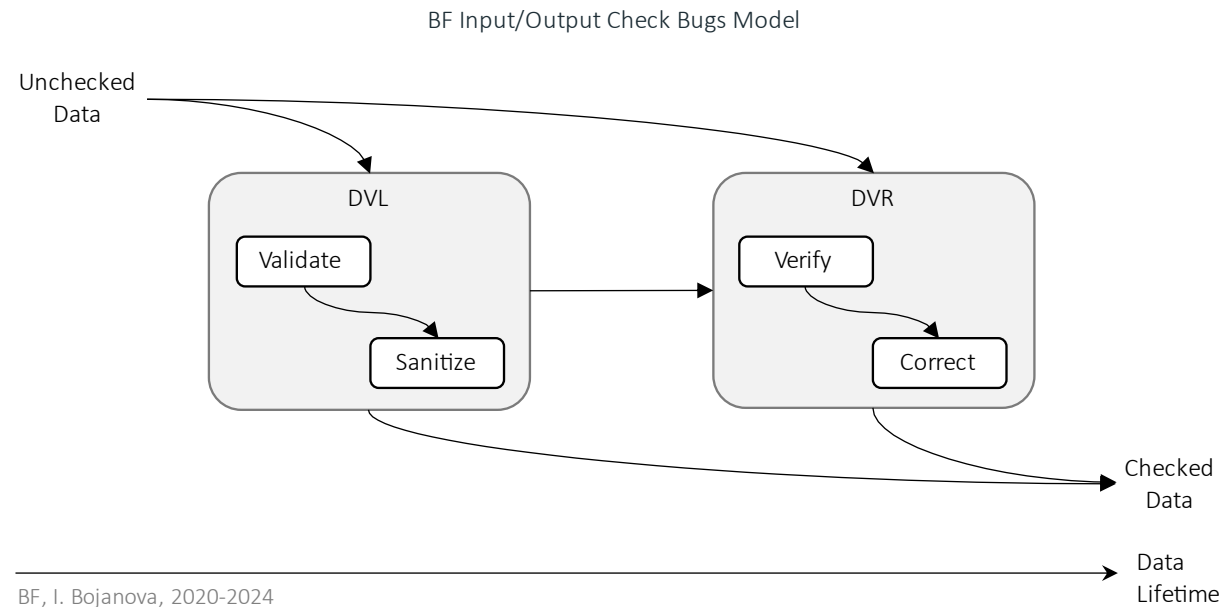 BF Input/Output Check Bugs Model
Unchecked
Data
DVL
DVR
Validate
Verify
Sanitize
Correct
Checked
Data
Data
Lifetime
BF, I. Bojanova, 2020-2024